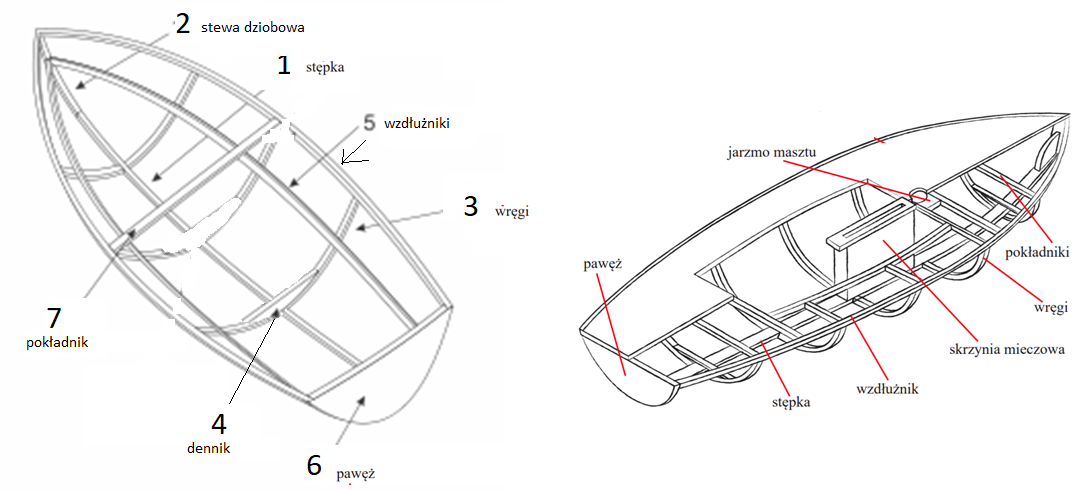 2 stewa dziobowa
1 stępka
5 wzdłużniki
3 wręgi
7
pokładnik
4
dennik
6 pawęż
jarzmo masztu
pokładniki
pawęż
wręgi
skrzynia mieczowa
wzdłużnik
stępka